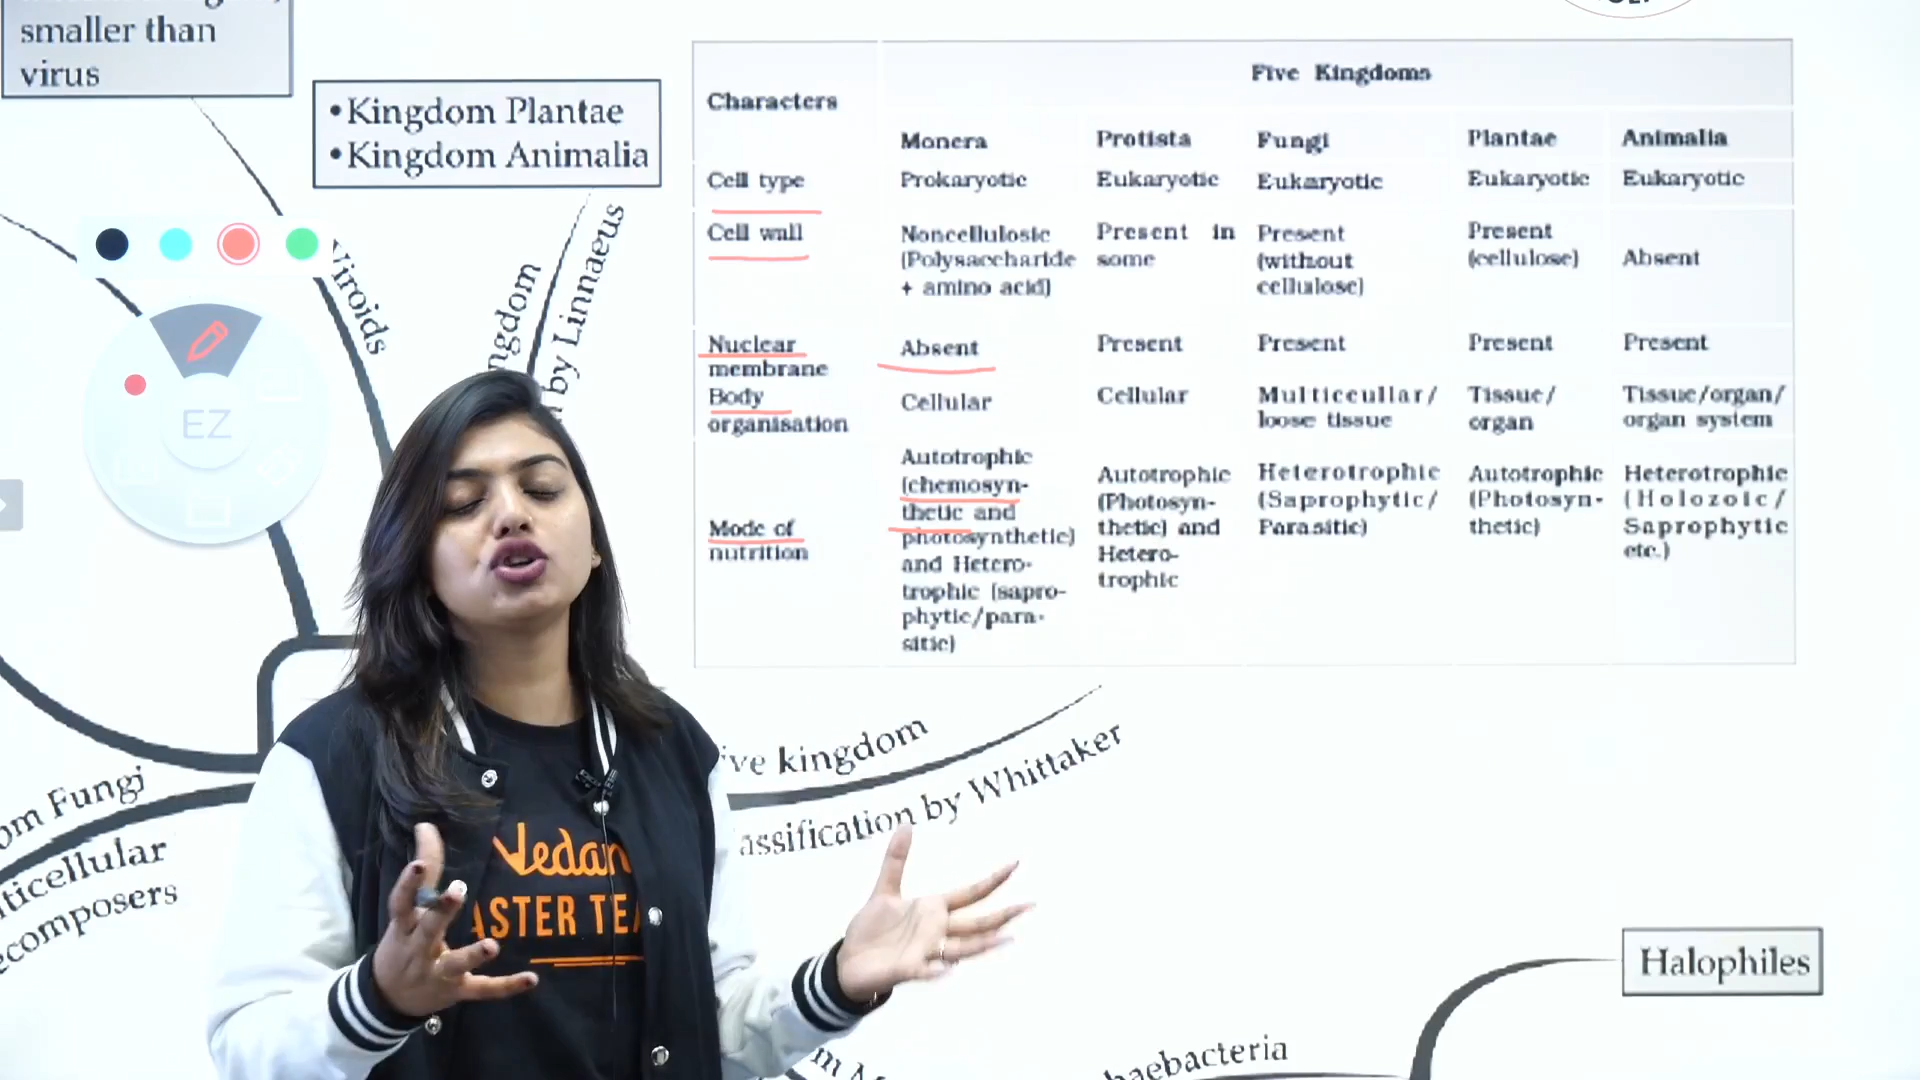 smaller than
virus
•Kingdom Plantae
•Kingdom Animalia
Viroids
by Linnaeus
Characters
Five Kingdoms
Monera
Protista
Fungi
Plantae
Animalia
Cell type
Prokaryotic
Eukaryotic
Eukaryotic
Eukaryotic
Eukaryotic
Cell wall
Noncellulosic
(Polysaccharide
+ amino acid)
Present in
some
Present
(without
cellulose)
Present
(cellulose)
Absent
Nuclear
membrane
Absent
Present
Present
Present
Present
Body
organisation
Cellular
Cellular
Multiceullar/
loose tissue
Tissue/
organ
Tissue/organ/
organ system
Mode of
nutrition
Autotrophic
(chemosyn-
thetic and
photosynthetic)
and Hetero-
trophic (sapro-
phytic/para-
sitic)
Autotrophic
(Photosyn-
thetic) and
Hetero-
trophic
Heterotrophic
(Saprophytic/
Parasitic)
Autotrophic
(Photosyn-
thetic)
Heterotrophic
(Holozoic/
Saprophytic
etc.)
EZ
ive kingdom
assification by Whittaker
om Fungi
ticellular
ecomposers
Vedan
ASTER TEA
Halophiles
haebacteria